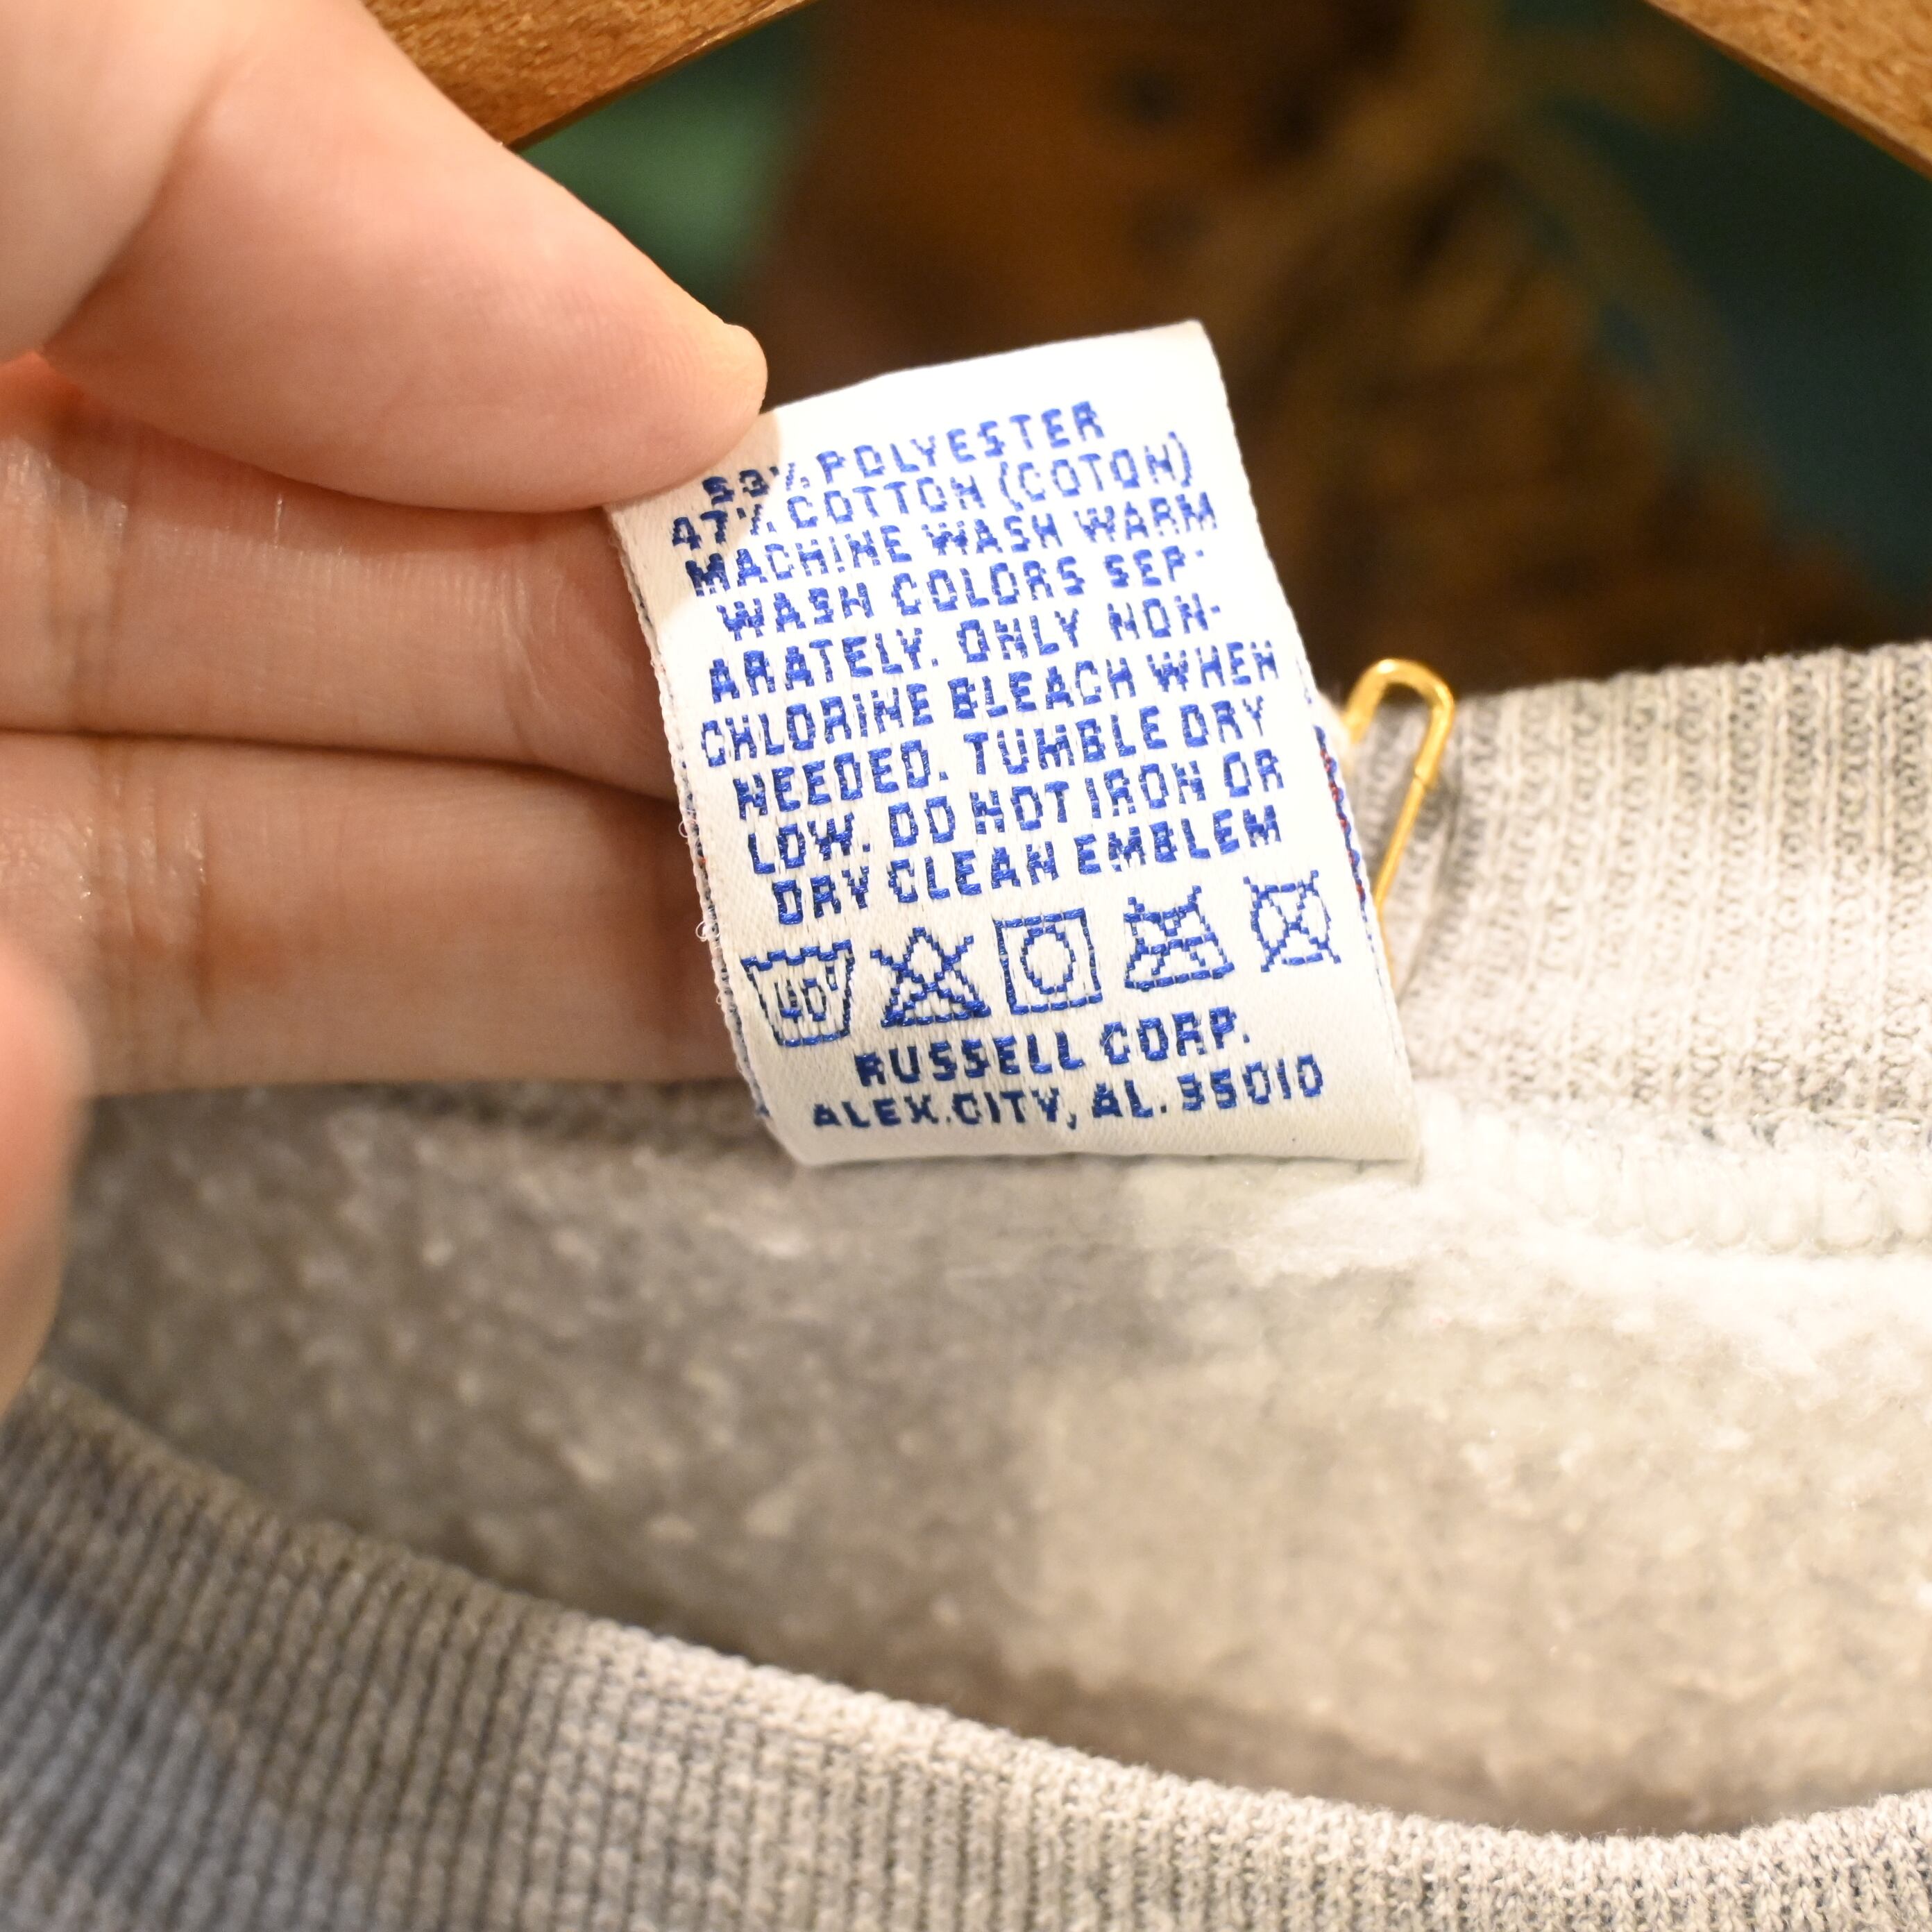 53% POLYESTER
47% COTTON (COTON)
MACHINE WASH WARM
WASH COLORS SEP-
ARATELY. ONLY NON-
CHLORINE BLEACH WHEN
NEEDED. TUMBLE DRY
LOW. DO NOT IRON OR
DRY CLEAN EMBLEM
40°
RUSSELL CORP.
ALEX.CITY, AL. 35010